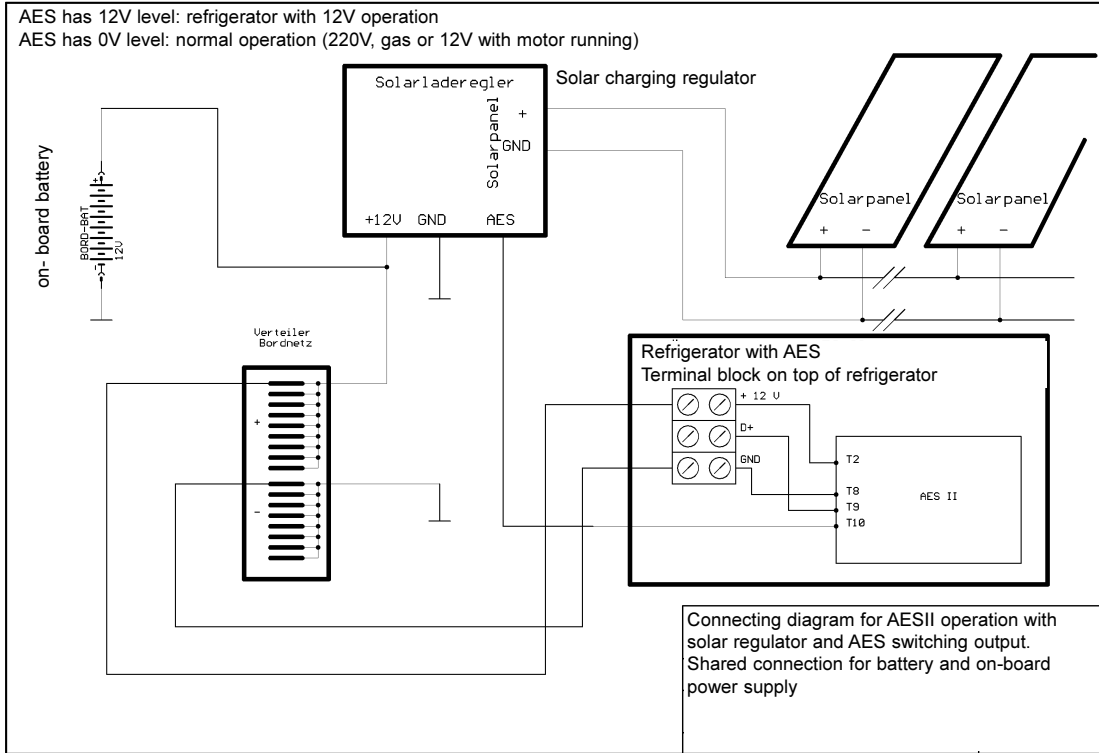 AES has 12V level: refrigerator with 12V operation
AES has 0V level: normal operation (220V, gas or 12V with motor running)
Solarladeregler
Solar charging regulator
Solarpanel
+
GND
+12V GND AES
on- board battery
+
BORD-BAT
12V
-
Solarpanel
+ -
Solarpanel
+ -
Verteiler
Bordnetz
+
-
Refrigerator with AES
Terminal block on top of refrigerator
+ 12 V
D+
GND
T2
T8
T9
T10
AES II
Connecting diagram for AESII operation with
solar regulator and AES switching output.
Shared connection for battery and on-board
power supply